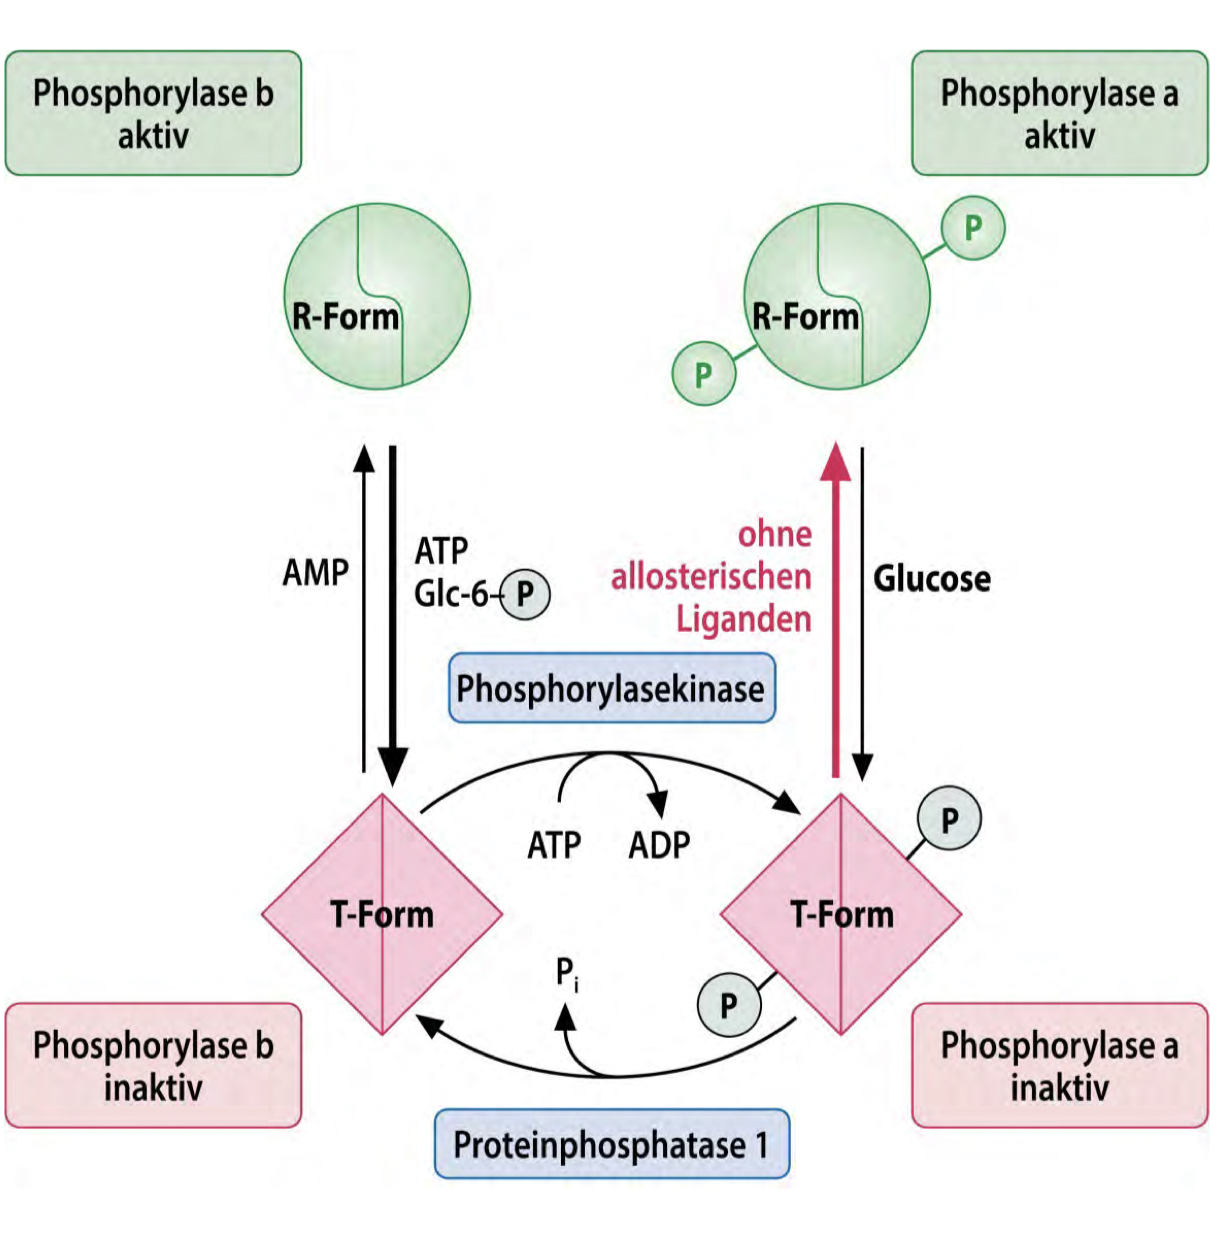 Phosphorylase b
aktiv
Phosphorylase a
aktiv
P
R-Form
R-Form
P
AMP
ATP
Glc-6-P
ohne
allosterischen
Liganden
Glucose
Phosphorylasekinase
ATP
ADP
P
T-Form
T-Form
Pi
P
Phosphorylase b
inaktiv
Phosphorylase a
inaktiv
Proteinphosphatase 1